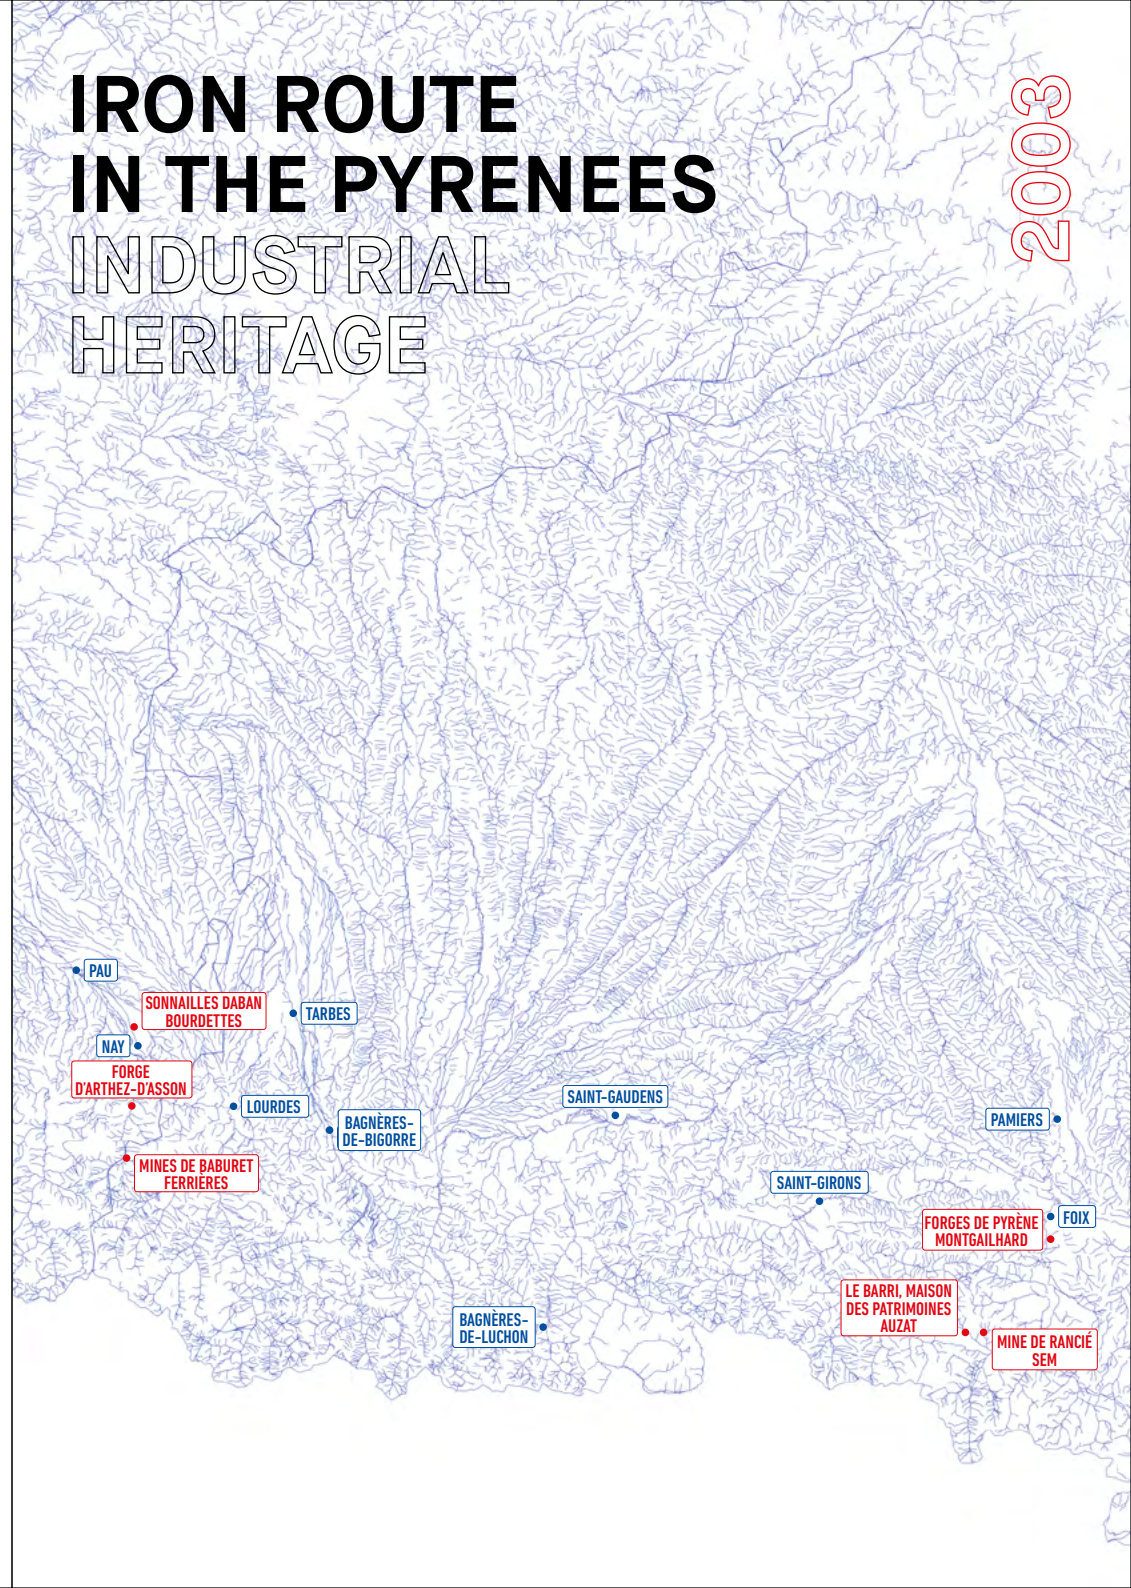 IRON ROUTE
IN THE PYRENEES
INDUSTRIAL
HERITAGE
2003
PAU
SONNAILLES DABAN
BOURDETTES
TARBES
NAY
FORGE
D'ARTHEZ-D'ASSON
LOURDES
SAINT-GAUDENS
BAGNÈRES-
DE-BIGORRE
PAMIERS
MINES DE BABURET
FERRIÈRES
SAINT-GIRONS
FORGES DE PYRÈNE
MONTGAILHARD
FOIX
LE BARRI, MAISON
DES PATRIMOINES
AUZAT
BAGNÈRES-
DE-LUCHON
MINE DE RANCIÉ
SEM